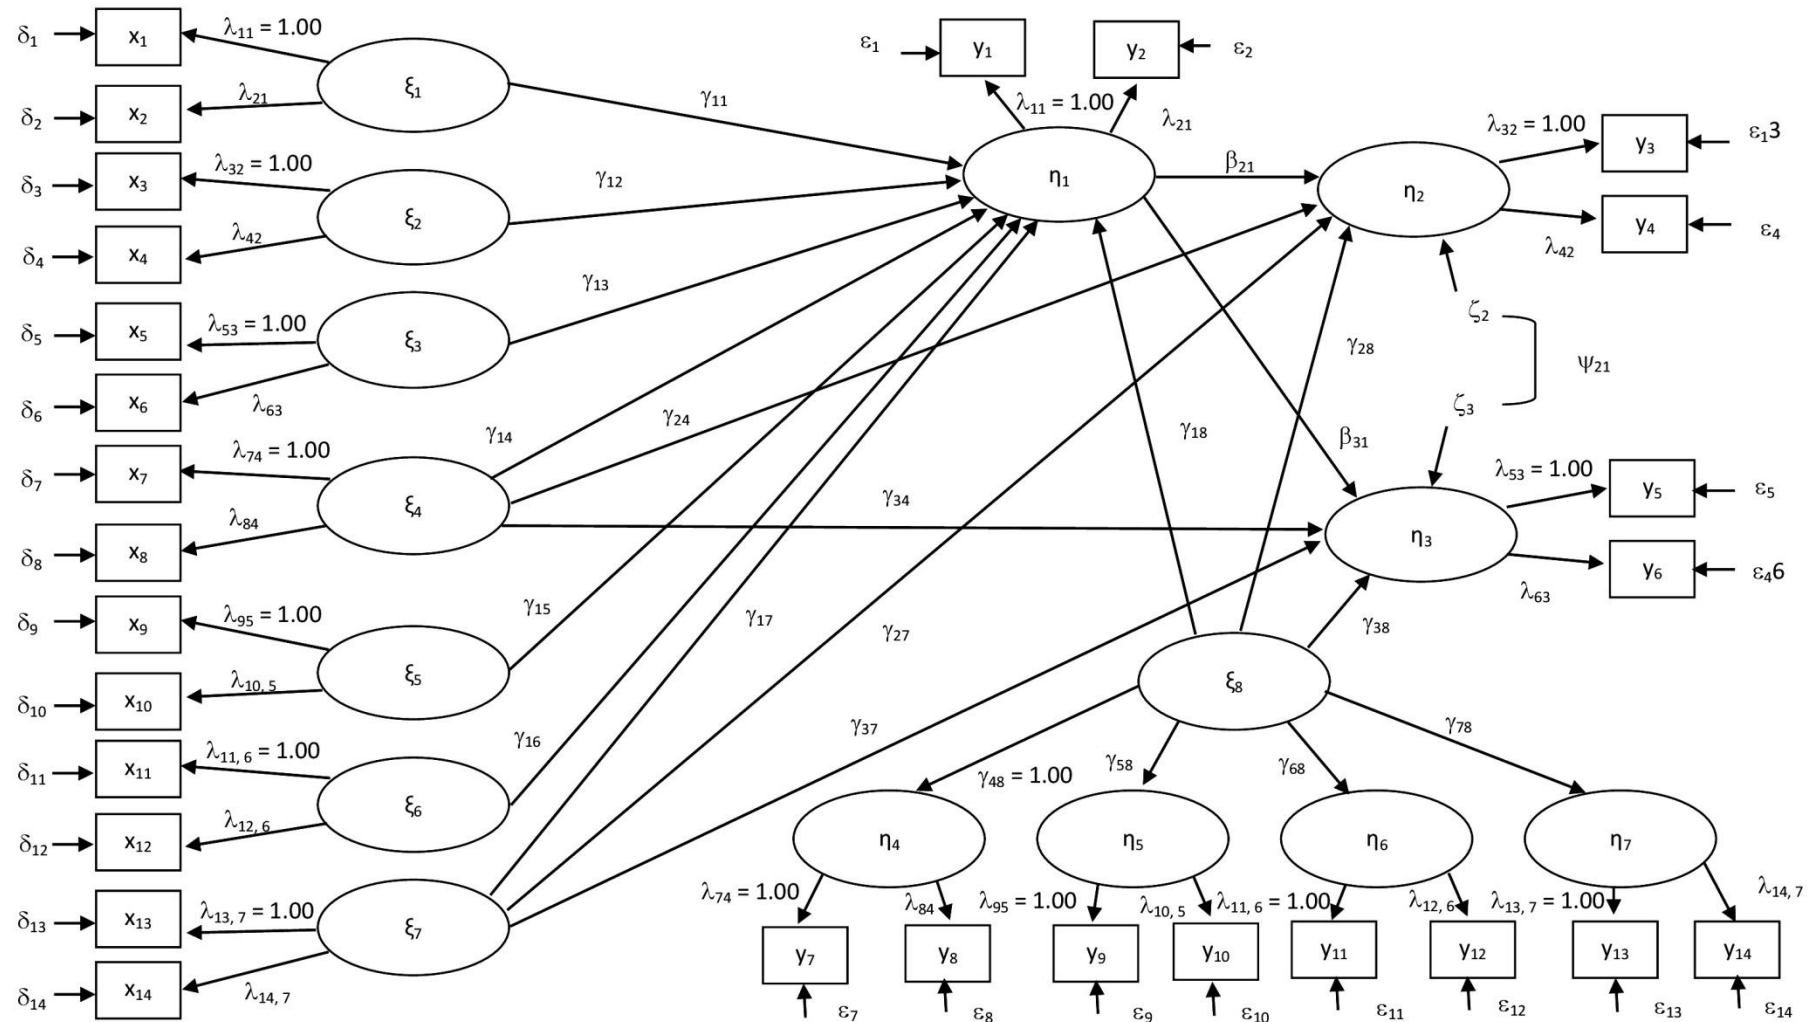 δ₁ x₁ λ₁₁ = 1.00
δ₂ x₂ λ₂₁
ξ₁
δ₃ x₃ λ₃₂ = 1.00
δ₄ x₄ λ₄₂
ξ₂
δ₅ x₅ λ₅₃ = 1.00
δ₆ x₆ λ₆₃
ξ₃
δ₇ x₇ λ₇₄ = 1.00
δ₈ x₈ λ₈₄
ξ₄
δ₉ x₉ λ₉₅ = 1.00
δ₁₀ x₁₀ λ₁₀, ₅
ξ₅
δ₁₁ x₁₁ λ₁₁, ₆ = 1.00
δ₁₂ x₁₂ λ₁₂, ₆
ξ₆
δ₁₃ x₁₃ λ₁₃, ₇ = 1.00
δ₁₄ x₁₄ λ₁₄, ₇
ξ₇
γ₁₁
γ₁₂
γ₁₃
γ₁₄
γ₂₄
γ₃₄
γ₁₅
γ₁₆
γ₁₇
γ₂₇
γ₃₇
ε₁ y₁ y₂ ε₂
λ₁₁ = 1.00 λ₂₁
η₁
β₂₁
η₂
λ₃₂ = 1.00 y₃ ε₁3
λ₄₂ y₄ ε₄
ζ₂
ψ₂₁
ζ₃
γ₂₈
γ₁₈
β₃₁
η₃
λ₅₃ = 1.00 y₅ ε₅
λ₆₃ y₆ ε₄6
γ₃₈
ξ₈
γ₄₈ = 1.00 γ₅₈ γ₆₈ γ₇₈
η₄ η₅ η₆ η₇
λ₇₄ = 1.00 λ₈₄ λ₉₅ = 1.00 λ₁₀, ₅ λ₁₁, ₆ = 1.00 λ₁₂, ₆ λ₁₃, ₇ = 1.00 λ₁₄, ₇
y₇ y₈ y₉ y₁₀ y₁₁ y₁₂ y₁₃ y₁₄
ε₇ ε₈ ε₉ ε₁₀ ε₁₁ ε₁₂ ε₁₃ ε₁₄